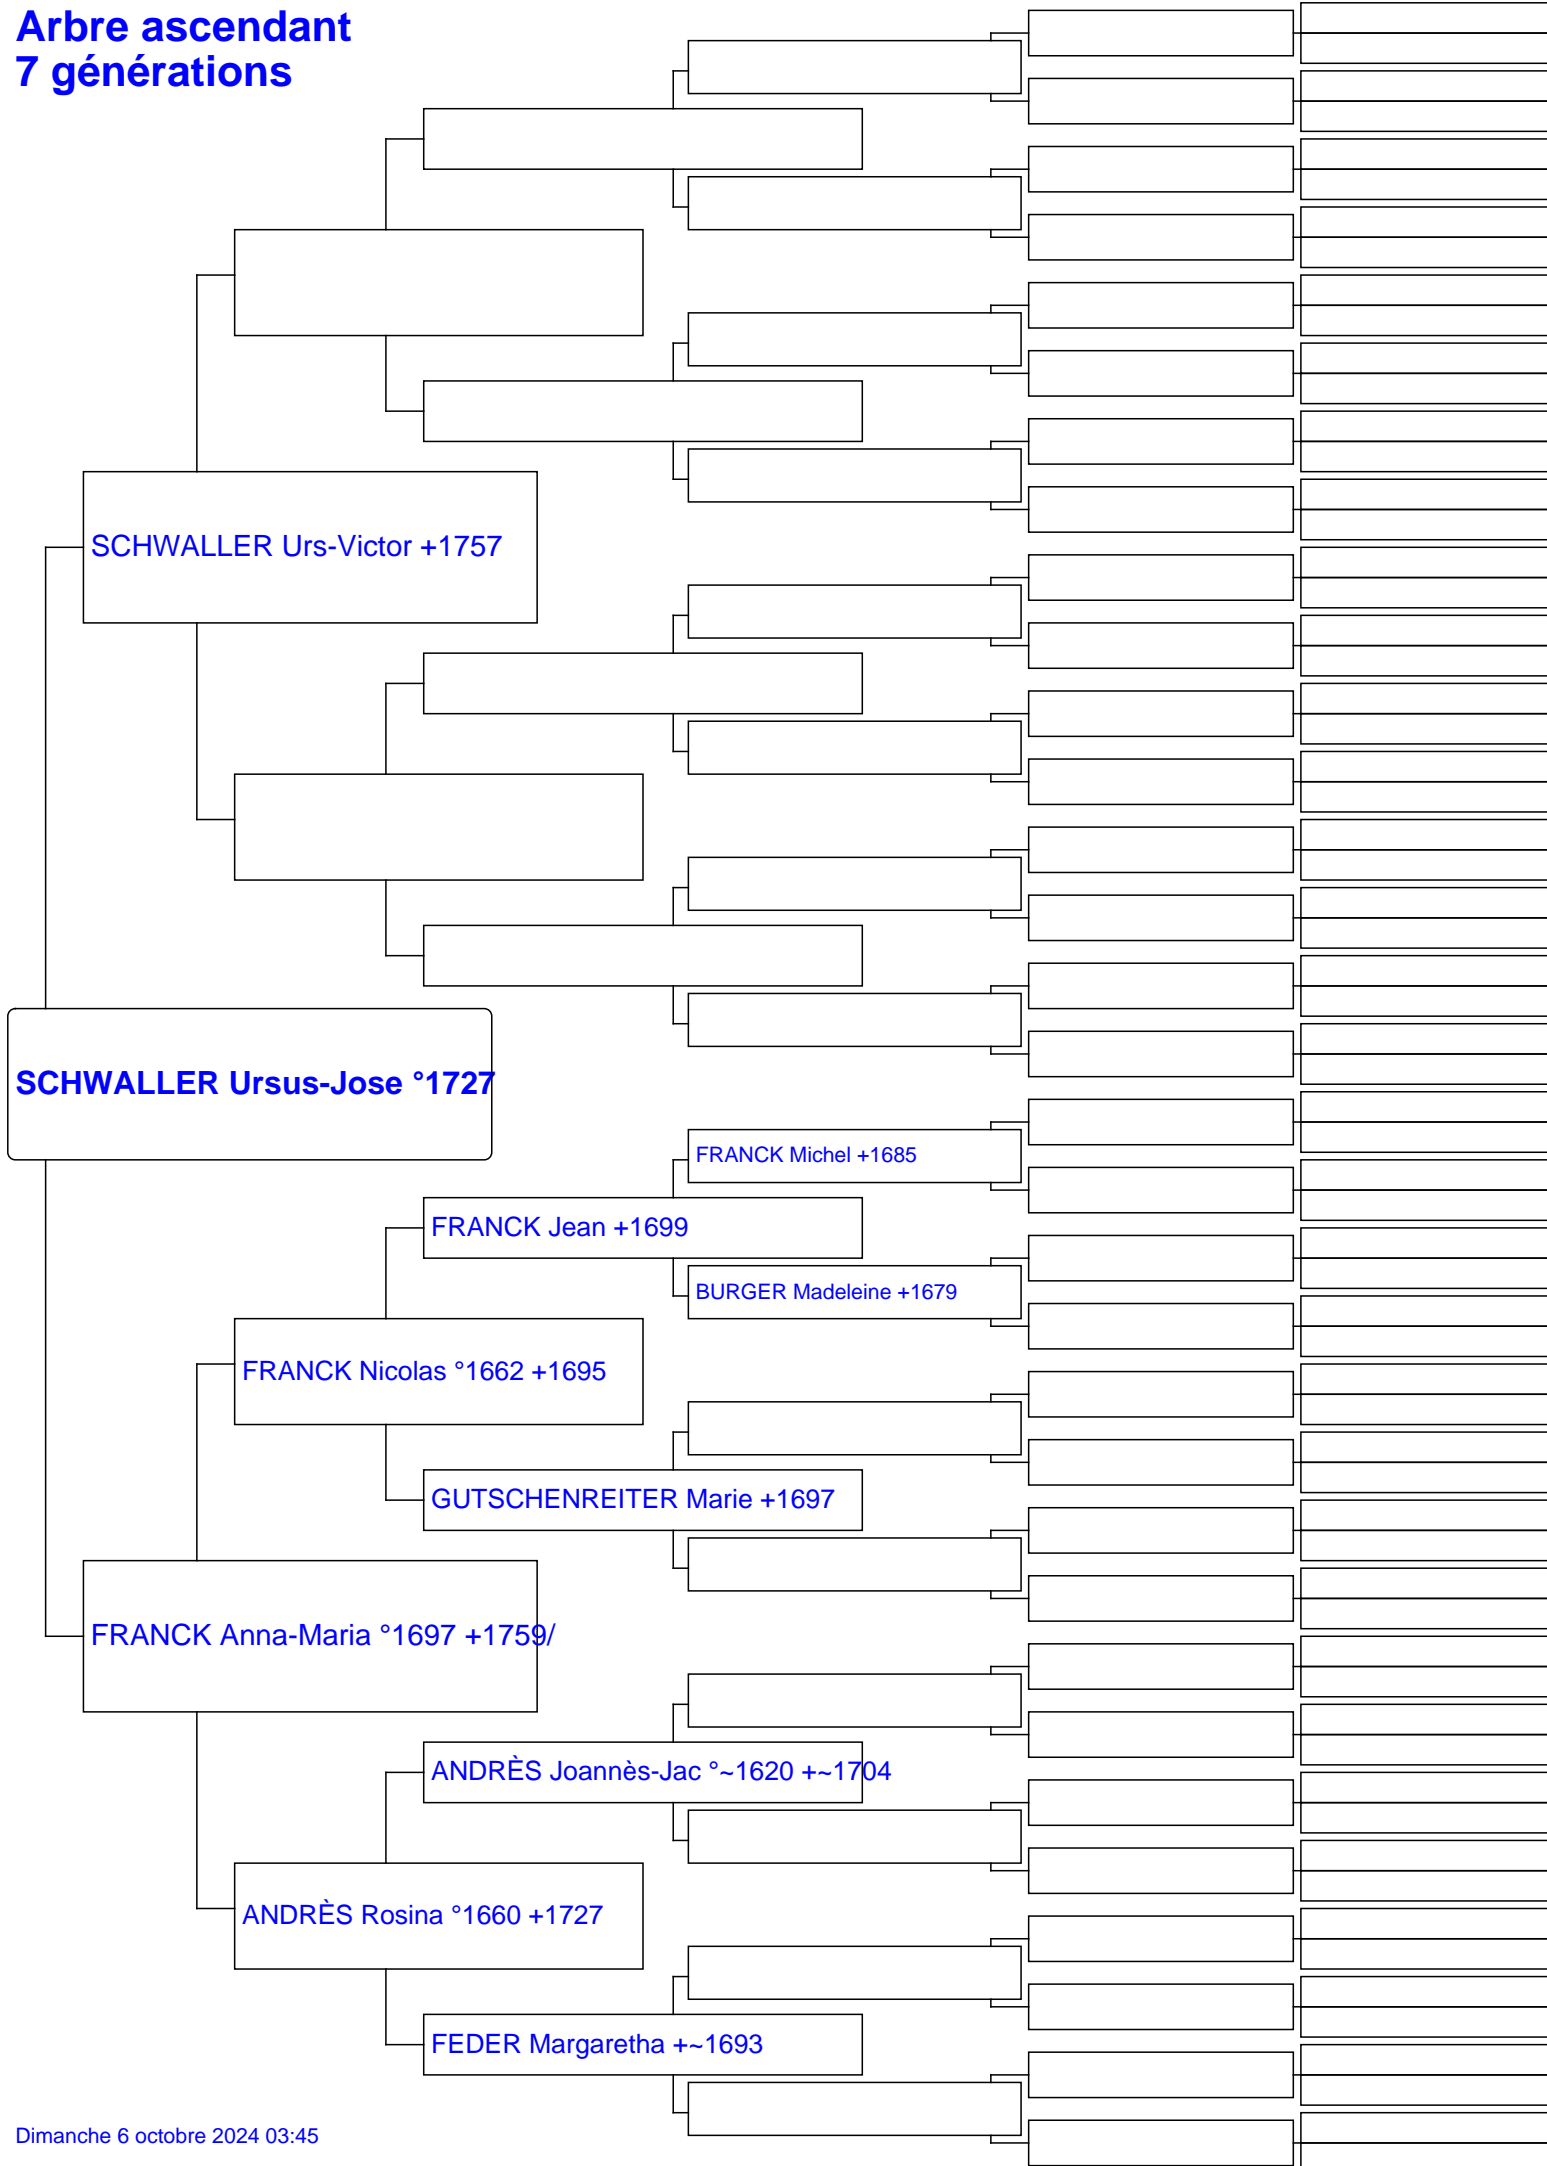 Arbre ascendant
7 générations
SCHWALLER Urs-Victor +1757
SCHWALLER Ursus-Jose °1727
FRANCK Michel +1685
FRANCK Jean +1699
BURGER Madeleine +1679
FRANCK Nicolas °1662 +1695
GUTSCHENREITER Marie +1697
FRANCK Anna-Maria °1697 +1759/
ANDRÈS Joannès-Jac °~1620 +~1704
ANDRÈS Rosina °1660 +1727
FEDER Margaretha +~1693
Dimanche 6 octobre 2024 03:45